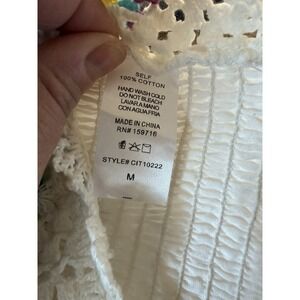 SELF
100% COTTON
HAND WASH COLD
DO NOT BLEACH
LAVAR A MANO
CON AGUA FRIA
MADE IN CHINA
RN# 159716
STYLE# CIT10222
M